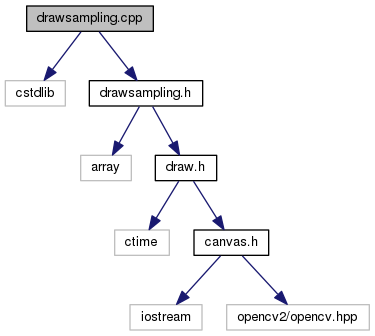 drawsampling.cpp
cstdlib
drawsampling.h
array
draw.h
ctime
canvas.h
iostream
opencv2/opencv.hpp